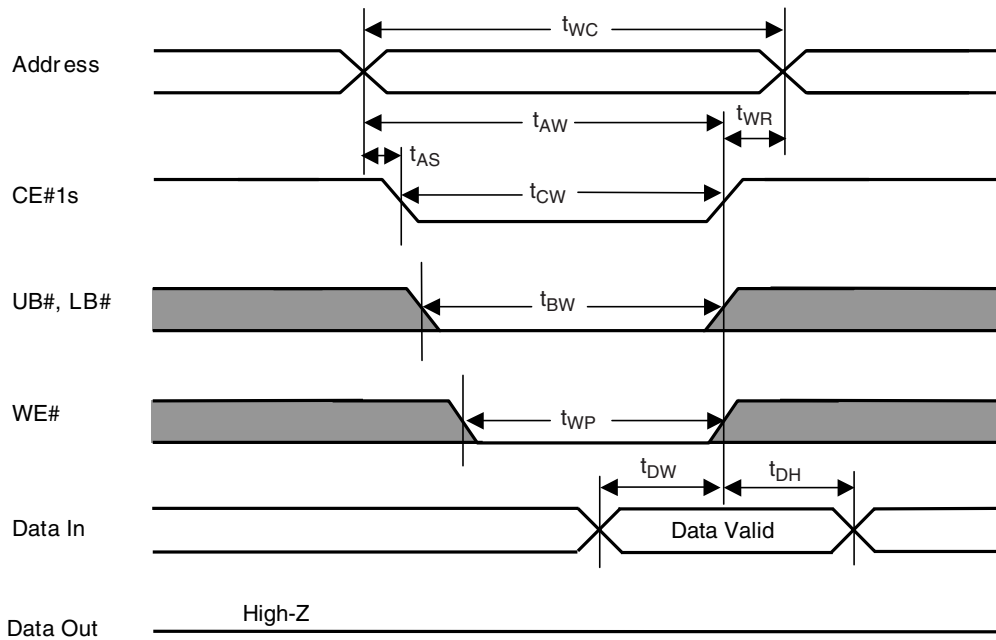 tWC
Address
tAW
tWR
tAS
CE#1s
tCW
UB#, LB#
tBW
WE#
tWP
tDW
tDH
Data In
Data Valid
High-Z
Data Out